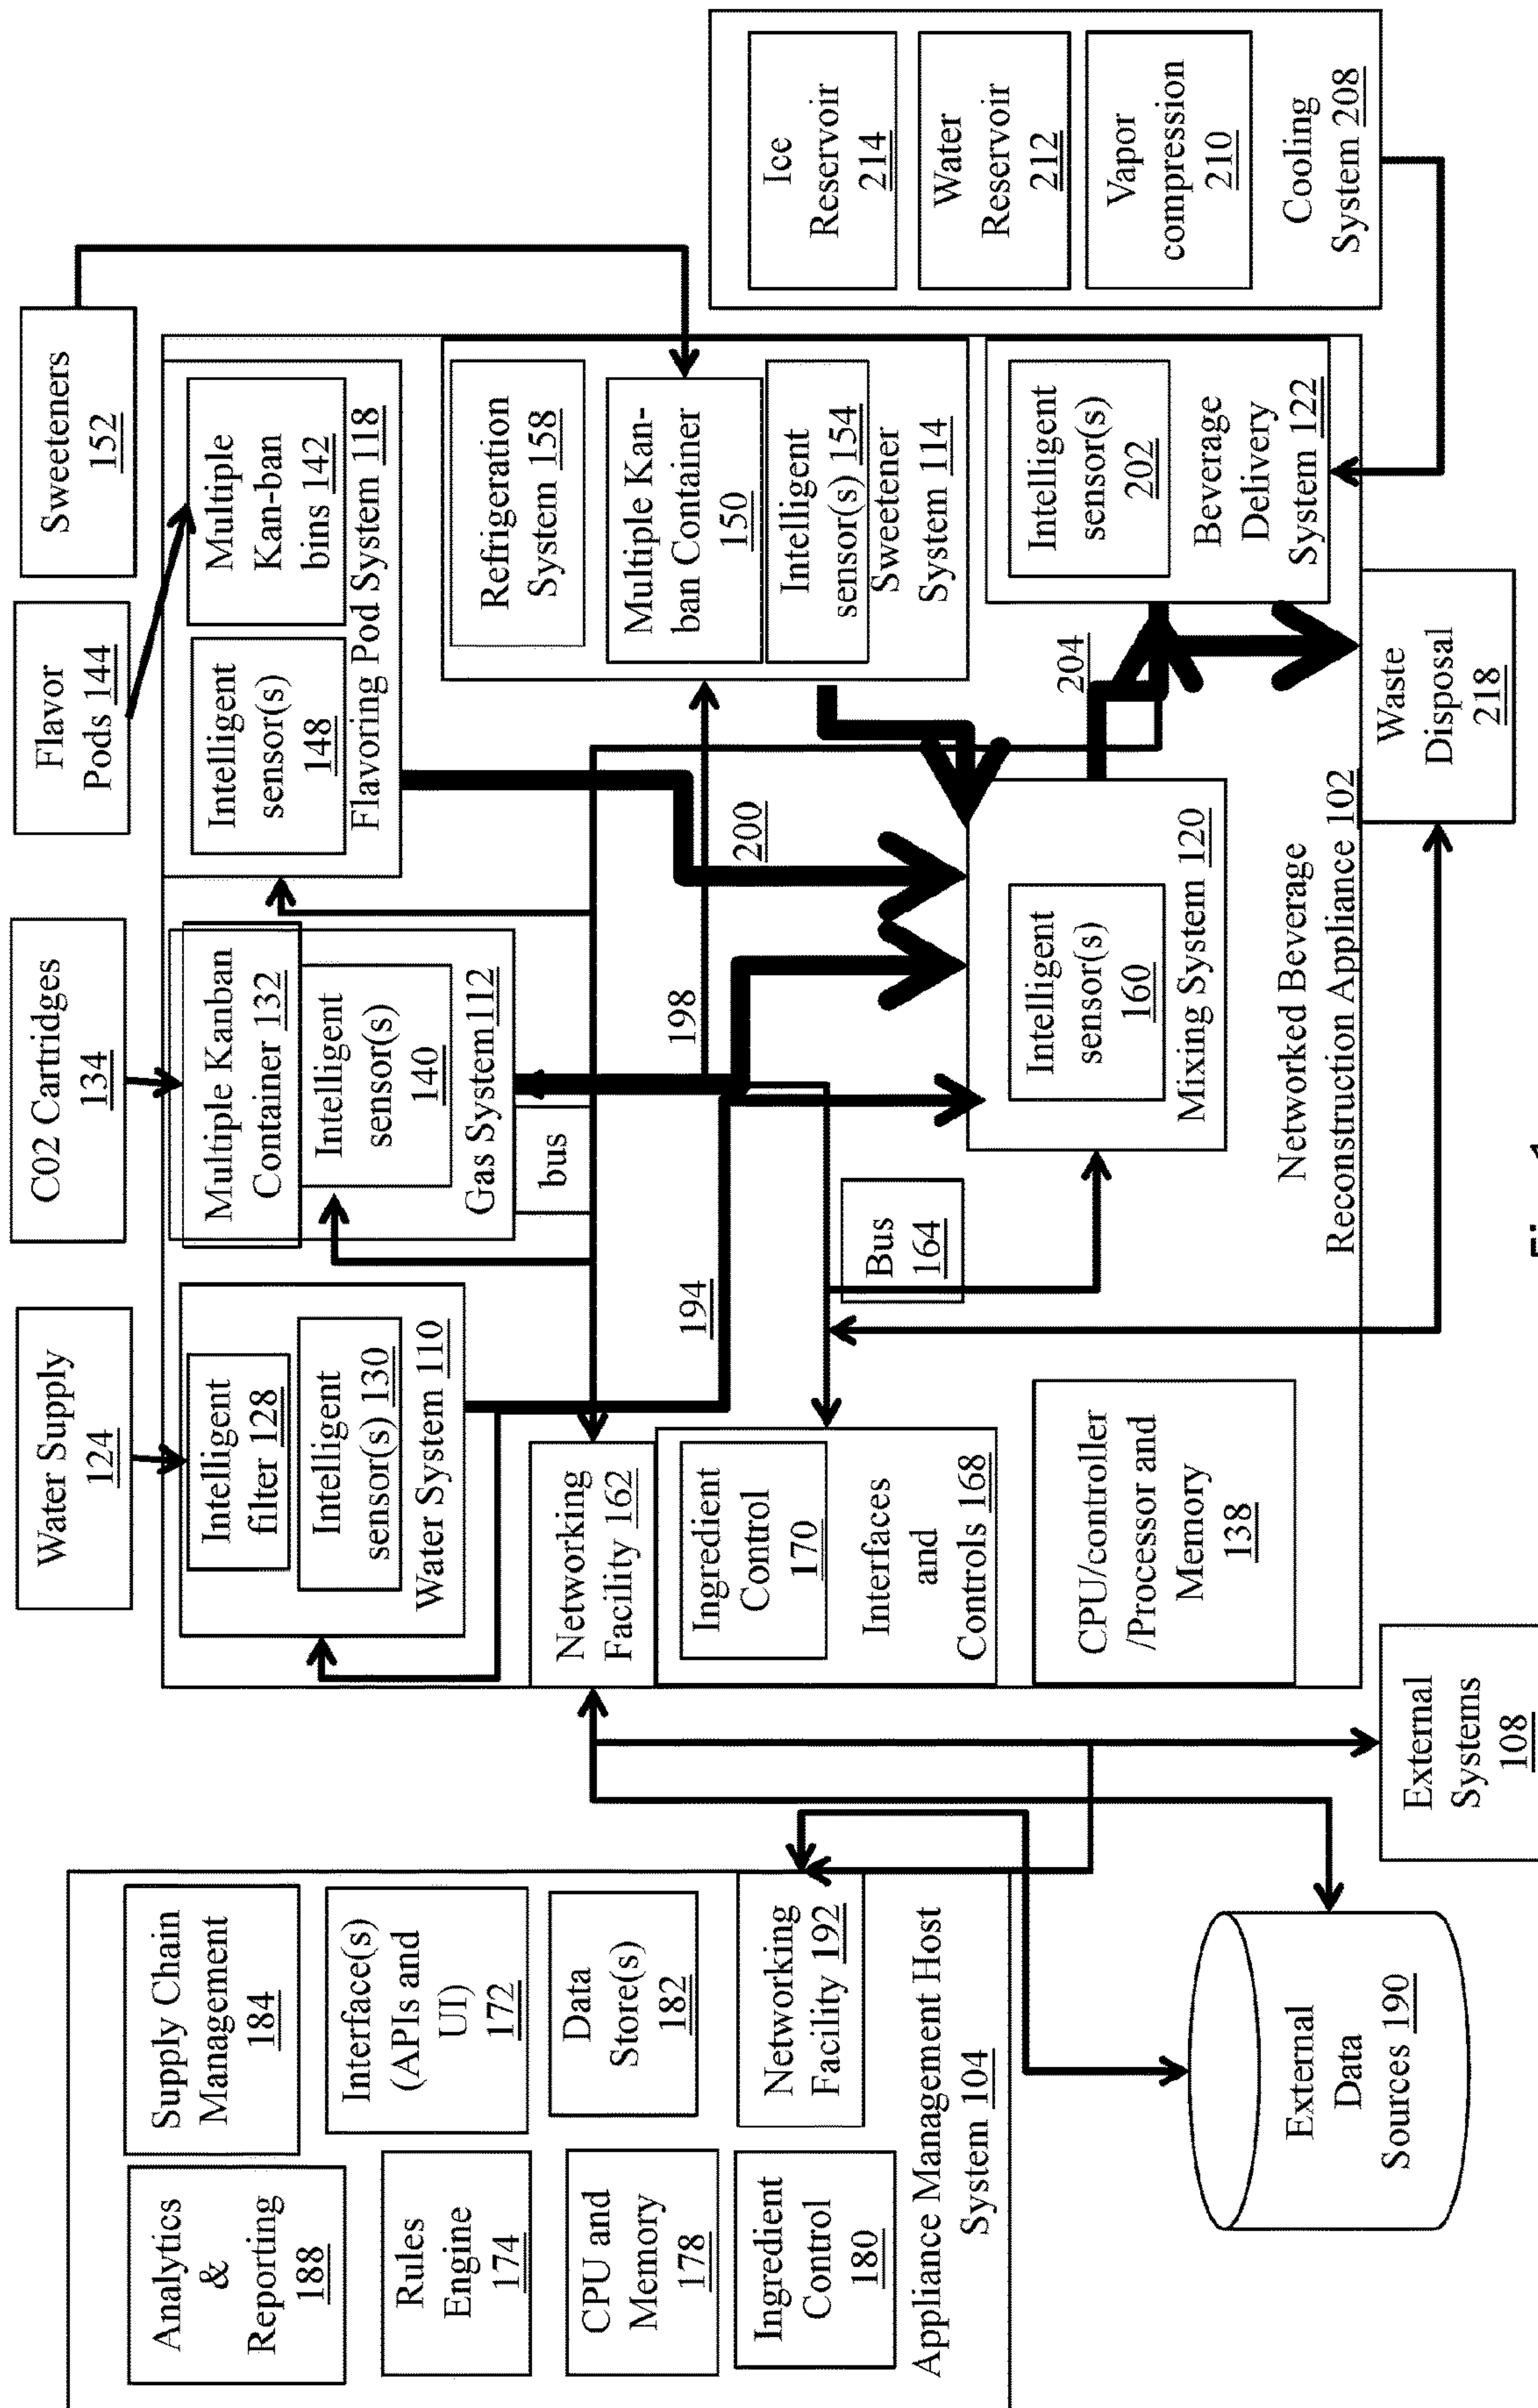 Analytics
&
Reporting
188
Supply Chain
Management
184
Rules
Engine
174
Interface(s)
(APIs and
UI) 172
CPU and
Memory
178
Data
Store(s)
182
Ingredient
Control
180
Networking
Facility 192
Appliance Management Host
System 104
External
Data
Sources 190
External
Systems
108
Water Supply
124
C02 Cartridges
134
Flavor
Pods 144
Sweeteners
152
Intelligent
filter 128
Intelligent
sensor(s) 130
Water System 110
Multiple Kanban
Container 132
Intelligent
sensor(s)
140
Gas System112
bus
Intelligent
sensor(s)
148
Multiple
Kan-ban
bins 142
Flavoring Pod System 118
Networking
Facility 162
Ingredient
Control
170
Interfaces
and
Controls 168
CPU/controller
/Processor and
Memory
138
194
198
200
Bus
164
Refrigeration
System 158
Multiple Kan-
ban Container
150
Intelligent
sensor(s) 154
Sweetener
System 114
Intelligent
sensor(s)
160
Mixing System 120
204
Intelligent
sensor(s)
202
Beverage
Delivery
System 122
Networked Beverage
Reconstruction Appliance 102
Waste
Disposal
218
Ice
Reservoir
214
Water
Reservoir
212
Vapor
compression
210
Cooling
System 208